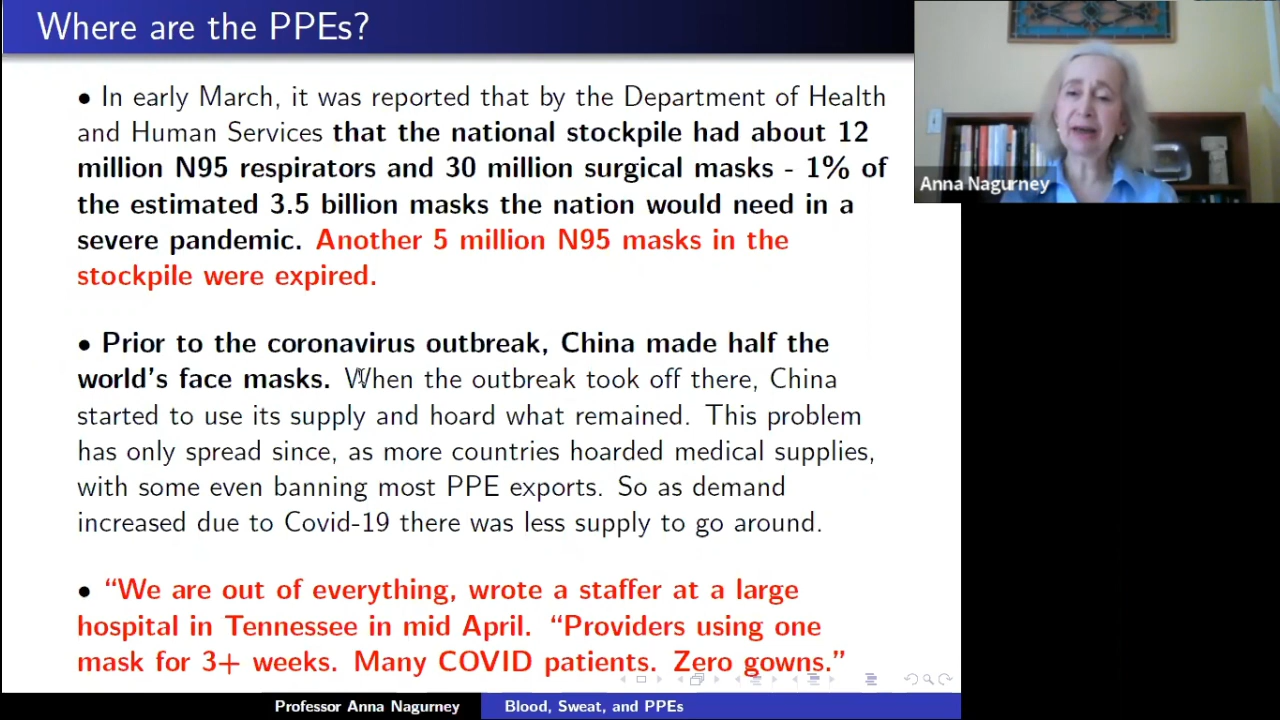 Where are the PPEs?
• In early March, it was reported that by the Department of Health
and Human Services that the national stockpile had about 12
million N95 respirators and 30 million surgical masks - 1% of
the estimated 3.5 billion masks the nation would need in a
severe pandemic. Another 5 million N95 masks in the
stockpile were expired.
• Prior to the coronavirus outbreak, China made half the
world's face masks. When the outbreak took off there, China
started to use its supply and hoard what remained. This problem
has only spread since, as more countries hoarded medical supplies,
with some even banning most PPE exports. So as demand
increased due to Covid-19 there was less supply to go around.
• “We are out of everything, wrote a staffer at a large
hospital in Tennessee in mid April. “Providers using one
mask for 3+ weeks. Many COVID patients. Zero gowns.”
Professor Anna Nagurney
Blood, Sweat, and PPEs
Anna Nagurney